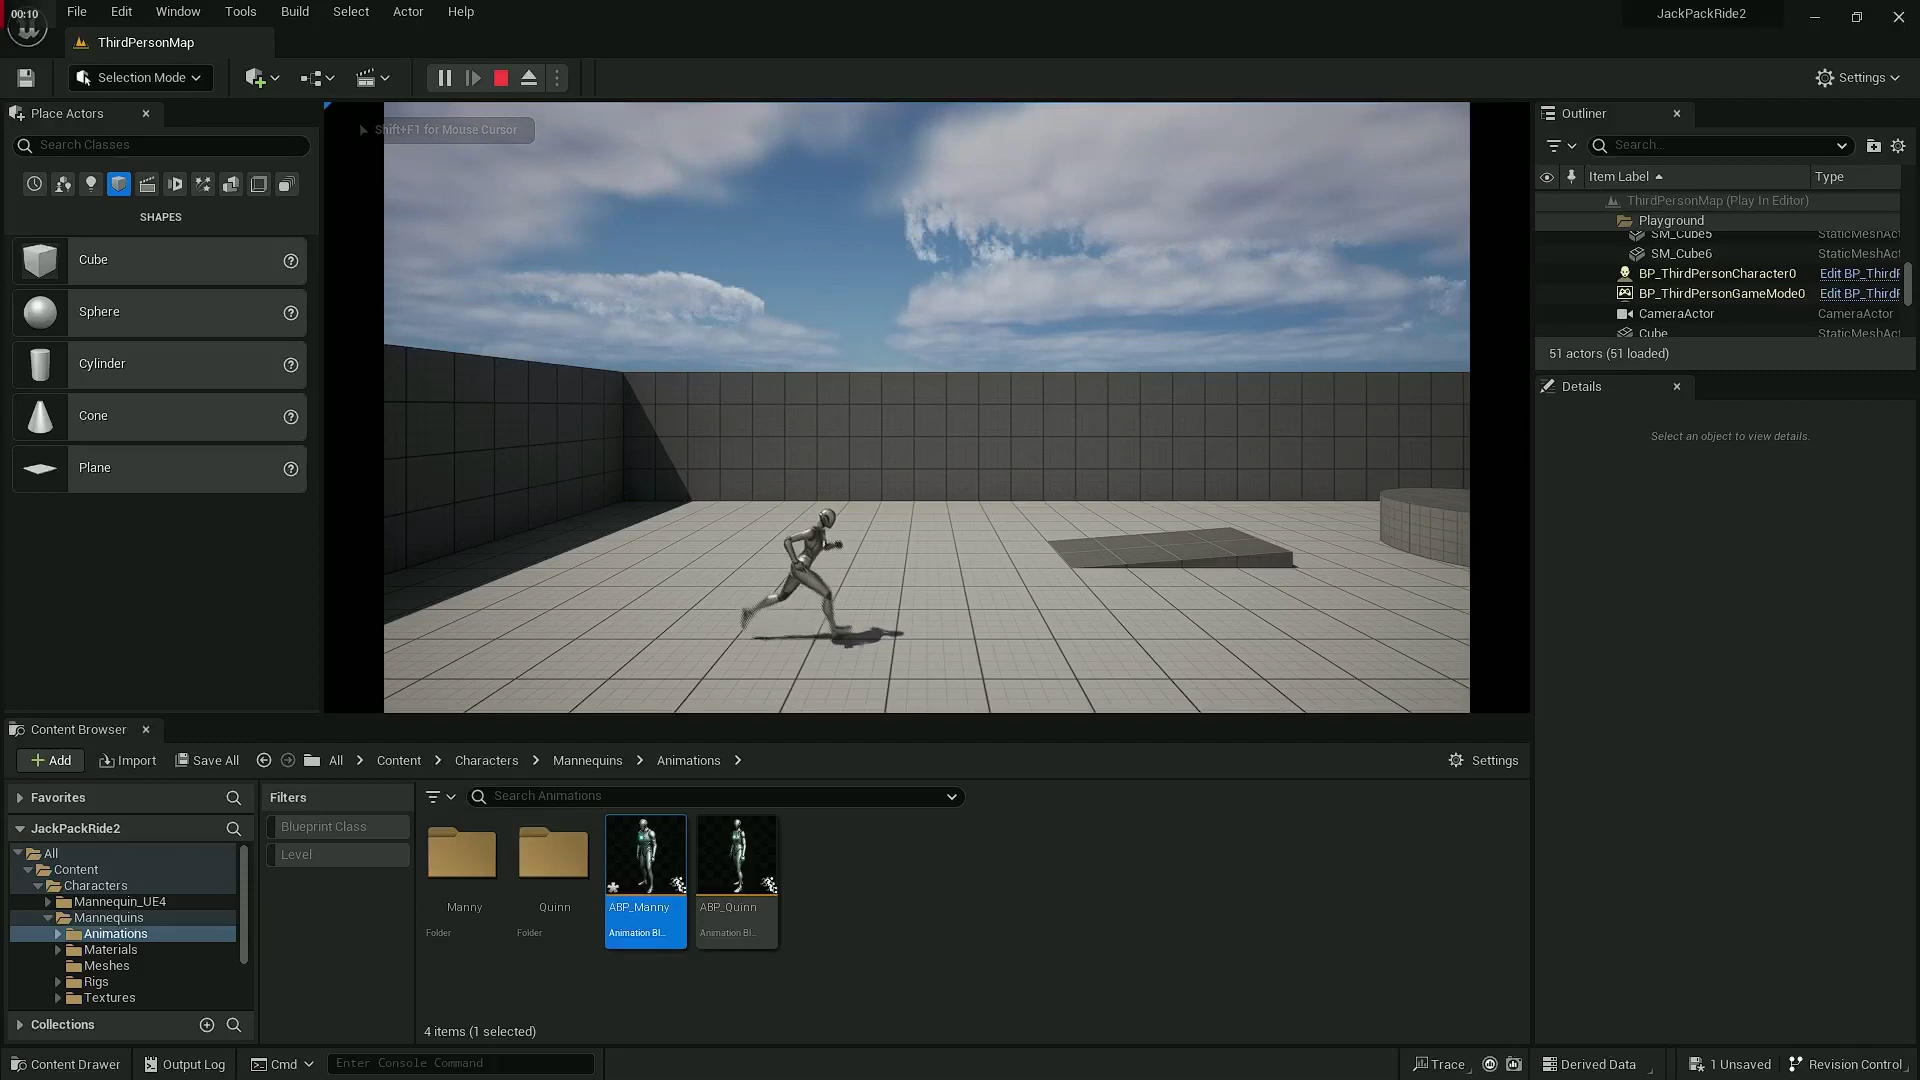 00:10
File Edit Window Tools Build Select Actor Help
JackPackRide2
ThirdPersonMap
Selection Mode
Settings
Place Actors
Search Classes
SHAPES
Cube
Sphere
Cylinder
Cone
Plane
Shift+F1 for Mouse Cursor
Outliner
Search...
Item Label Type
ThirdPersonMap (Play In Editor)
Playground
SM_Cube5 StaticMeshAct
SM_Cube6 StaticMeshAct
BP_ThirdPersonCharacter0 Edit BP_ThirdP
BP_ThirdPersonGameMode0 Edit BP_ThirdP
CameraActor CameraActor
Cube StaticMeshAct
51 actors (51 loaded)
Details
Select an object to view details.
Content Browser
Add Import Save All All Content Characters Mannequins Animations Settings
Favorites
JackPackRide2
All
Content
Characters
Mannequin_UE4
Mannequins
Animations
Materials
Meshes
Rigs
Textures
Collections
Filters
Blueprint Class
Level
Search Animations
Manny
Folder
Quinn
Folder
ABP_Manny
Animation Bl...
ABP_Quinn
Animation Bl...
4 items (1 selected)
Content Drawer Output Log Cmd Enter Console Command Trace Derived Data 1 Unsaved Revision Control